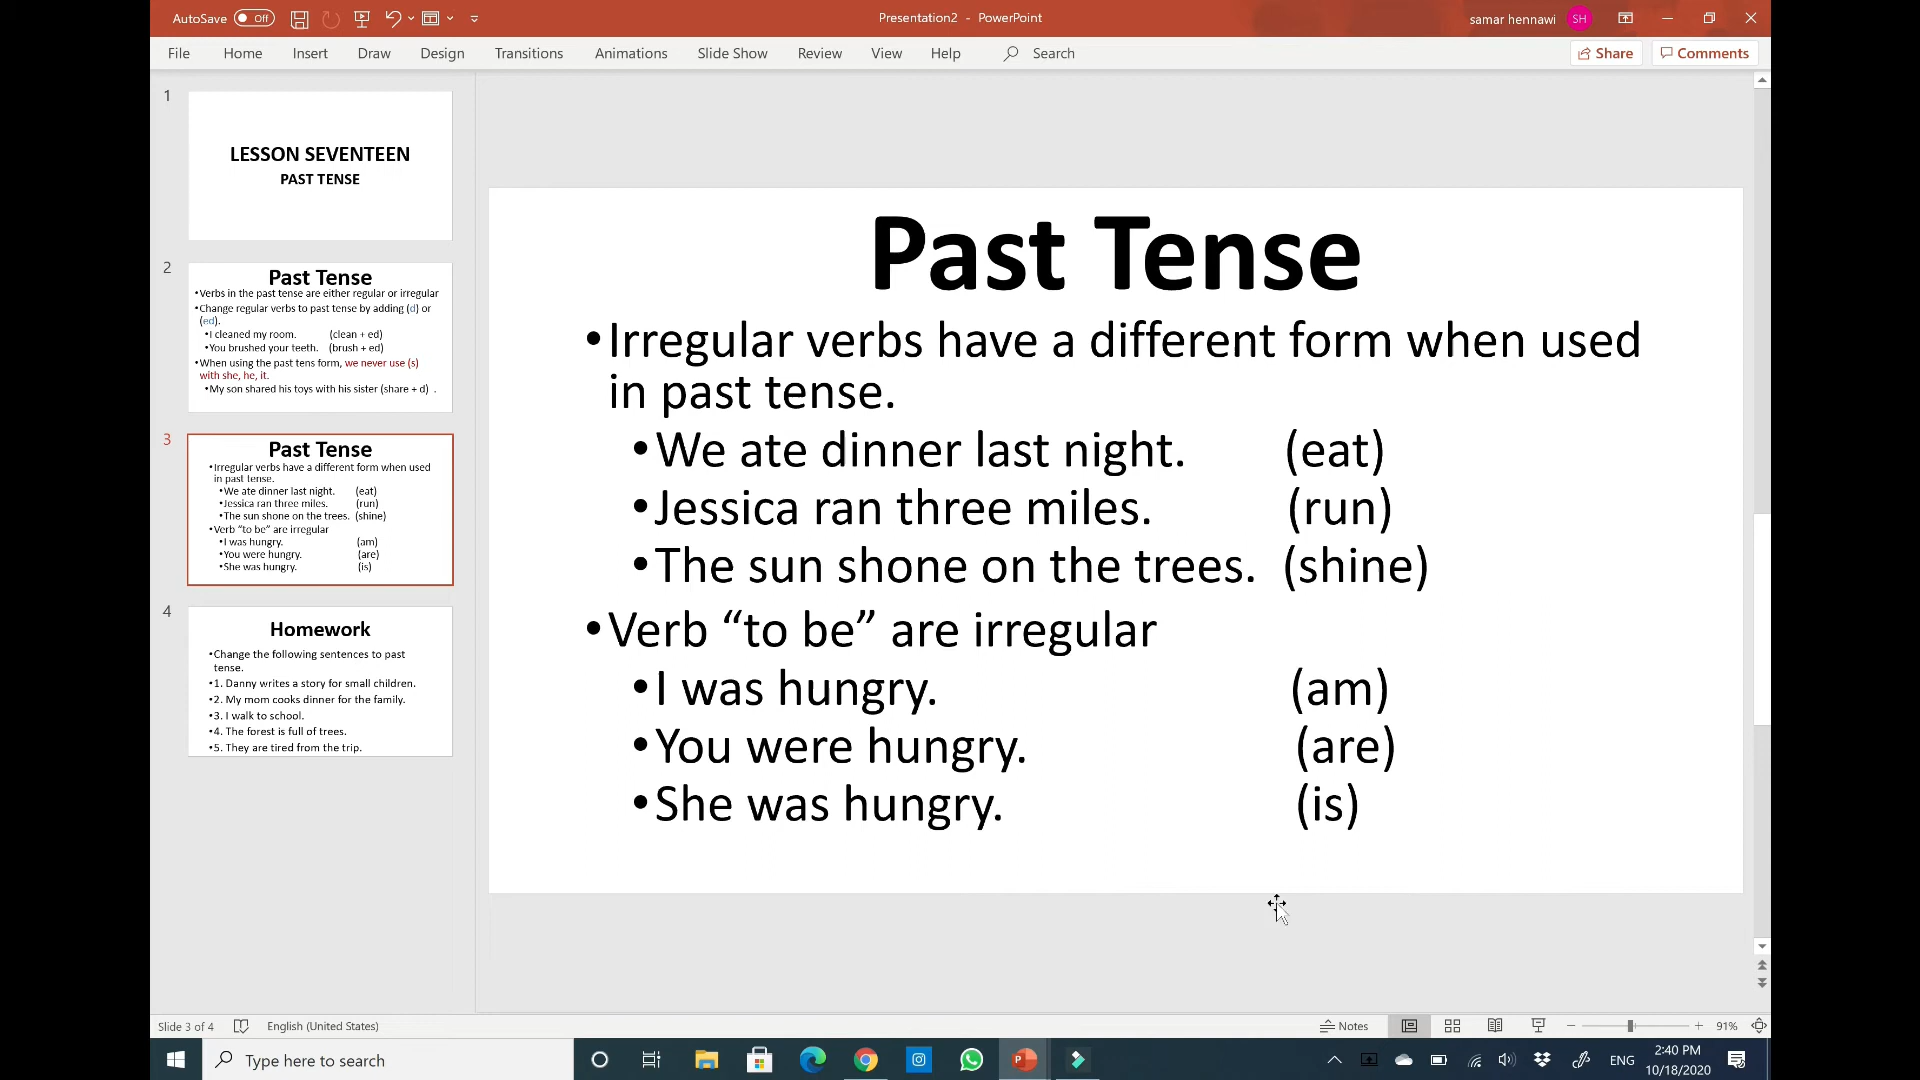 AutoSave Off
Presentation2 - PowerPoint
samar hennawi SH
File Home Insert Draw Design Transitions Animations Slide Show Review View Help Search Share Comments
1
LESSON SEVENTEEN
PAST TENSE
2
Past Tense
•Verbs in the past tense are either regular or irregular
•Change regular verbs to past tense by adding (d) or
(ed).
•I cleaned my room. (clean + ed)
•You brushed your teeth. (brush + ed)
•When using the past tens form, we never use (s)
with she, he, it.
•My son shared his toys with his sister (share + d) .
3
Past Tense
•Irregular verbs have a different form when used
in past tense.
•We ate dinner last night. (eat)
•Jessica ran three miles. (run)
•The sun shone on the trees. (shine)
•Verb “to be” are irregular
•I was hungry. (am)
•You were hungry. (are)
•She was hungry. (is)
4
Homework
•Change the following sentences to past
tense.
•1. Danny writes a story for small children.
•2. My mom cooks dinner for the family.
•3. I walk to school.
•4. The forest is full of trees.
•5. They are tired from the trip.
Past Tense
•Irregular verbs have a different form when used
in past tense.
•We ate dinner last night. (eat)
•Jessica ran three miles. (run)
•The sun shone on the trees. (shine)
•Verb “to be” are irregular
•I was hungry. (am)
•You were hungry. (are)
•She was hungry. (is)
Slide 3 of 4 English (United States) Notes 91%
Type here to search
ENG
2:40 PM
10/18/2020